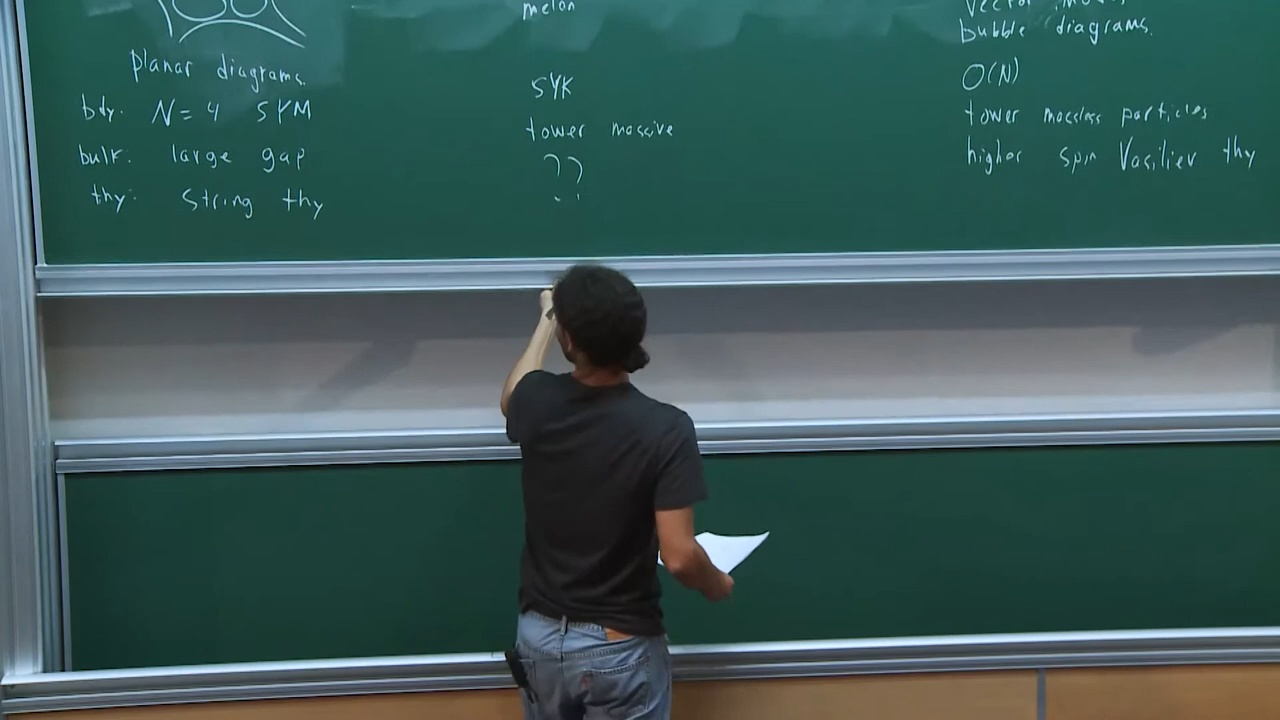 planar diagrams
bdy: N=4 SYM
bulk: large gap
thy: String thy
melon
SYK
tower massive
??
bubble diagrams.
O(N)
tower massless particles
higher spin Vasiliev thy